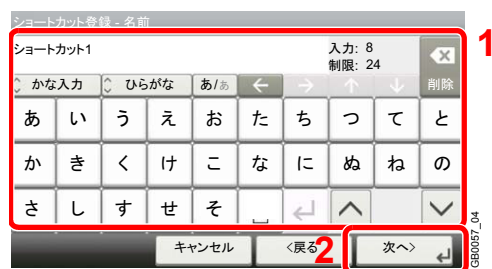 ショートカット登録 - 名前
1
ショートカット1 入力: 8
制限: 24
かな入力 ひらがな あ/ぁ ← → ↑ ↓ 削除
あ い う え お た ち つ て と
か き く け こ な に ぬ ね の
さ し す せ そ ␣ ↵ ∧ ∨
キャンセル <戻る 2 次へ> ↵
GB0057_04